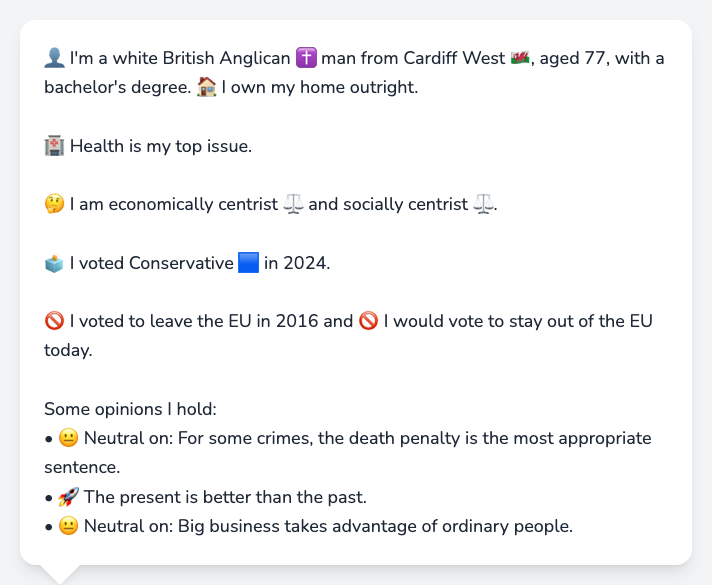 👤 I'm a white British Anglican ✝️ man from Cardiff West 🏴󠁧󠁢󠁷󠁬󠁳󠁿, aged 77, with a
bachelor's degree. 🏠 I own my home outright.
🏥 Health is my top issue.
🤔 I am economically centrist ⚖️ and socially centrist ⚖️.
🗳️ I voted Conservative 🟦 in 2024.
🚫 I voted to leave the EU in 2016 and 🚫 I would vote to stay out of the EU
today.
Some opinions I hold:
• 😐 Neutral on: For some crimes, the death penalty is the most appropriate
sentence.
• 🚀 The present is better than the past.
• 😐 Neutral on: Big business takes advantage of ordinary people.